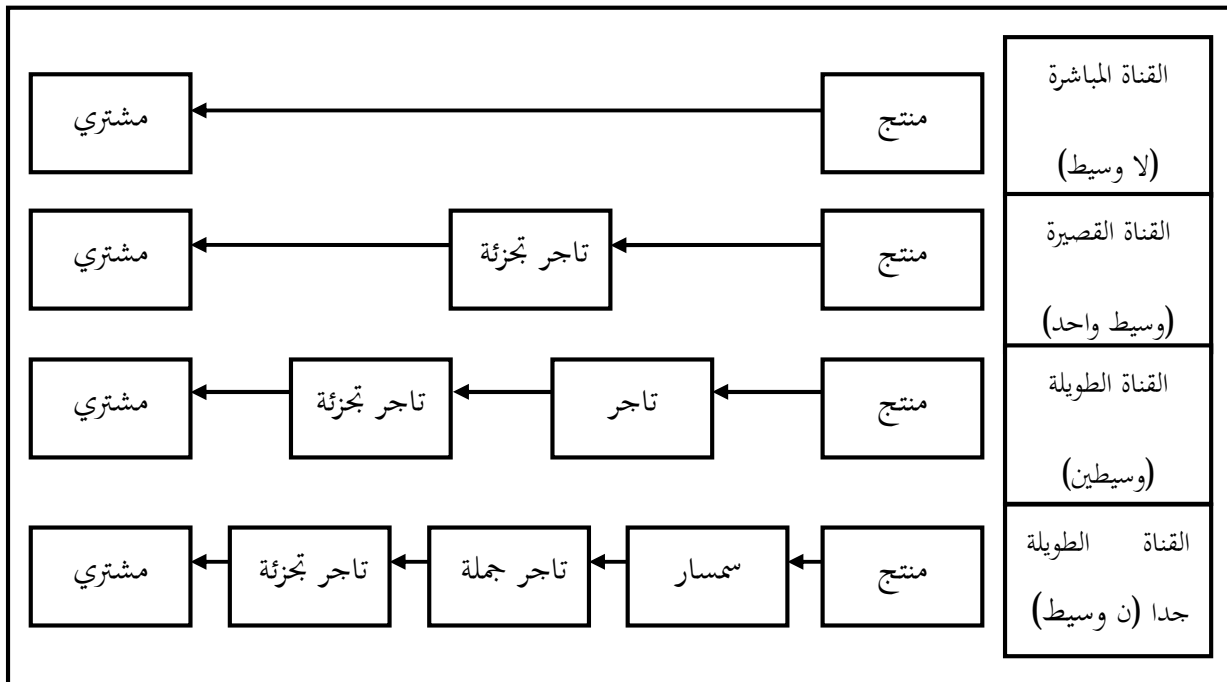 القناة المباشرة
(لا وسيط)
منتج
مشتري
القناة القصيرة
(وسيط واحد)
منتج
تاجر تجزئة
مشتري
القناة الطويلة
(وسيطين)
منتج
تاجر
تاجر تجزئة
مشتري
القناة الطويلة
جدا (ن وسيط)
منتج
سمسار
تاجر جملة
تاجر تجزئة
مشتري